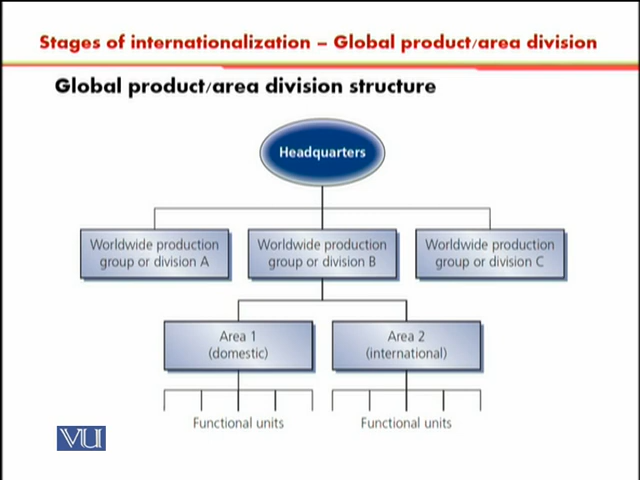 Stages of internationalization – Global product/area division
Global product/area division structure
Headquarters
Worldwide production
group or division A
Worldwide production
group or division B
Worldwide production
group or division C
Area 1
(domestic)
Area 2
(international)
Functional units
Functional units
VU